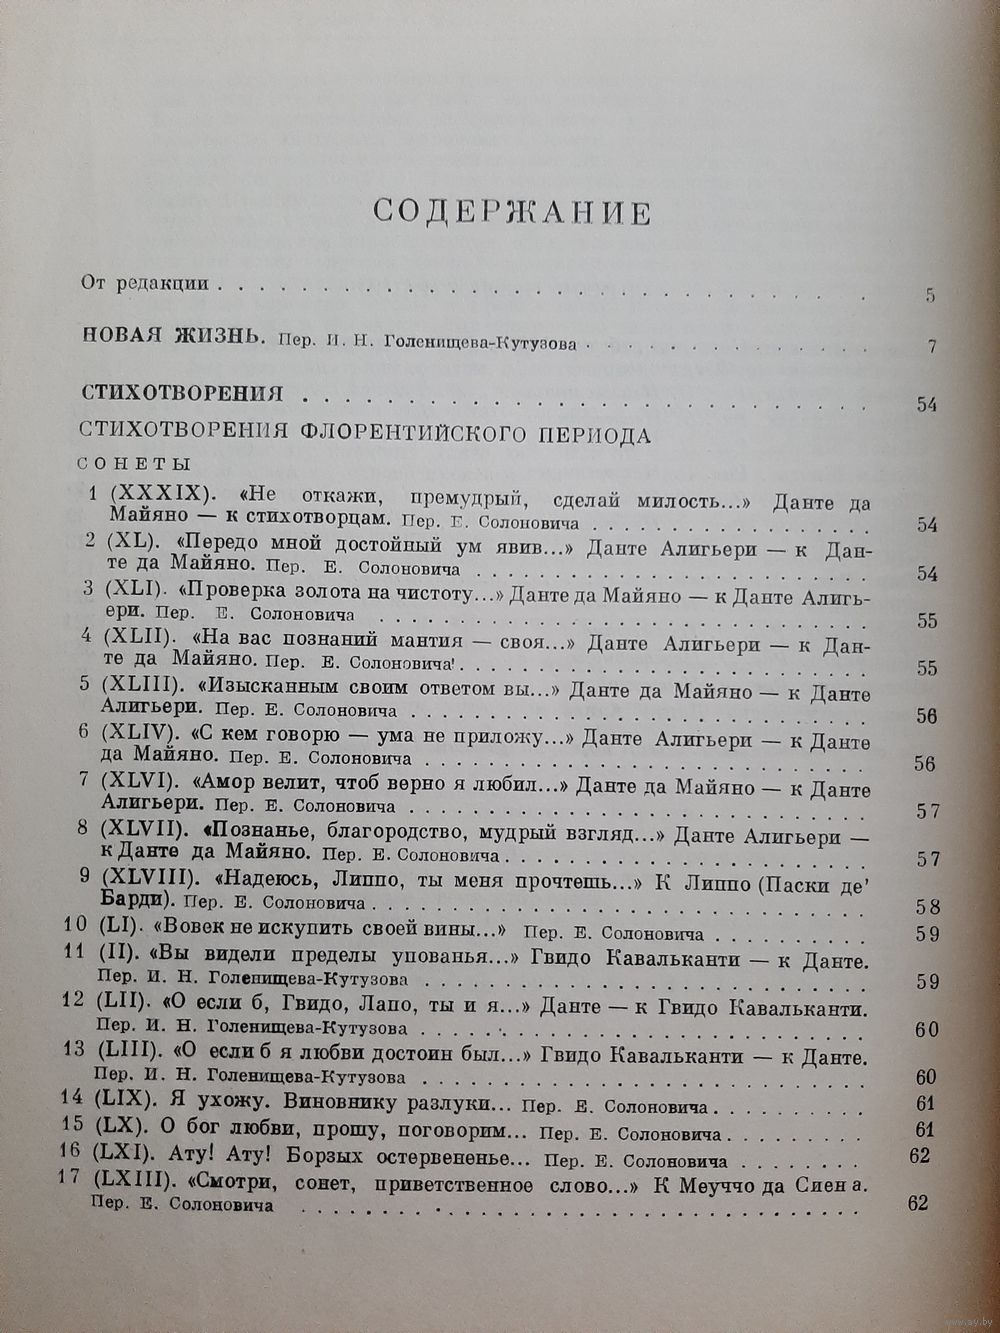 СОДЕРЖАНИЕ
От редакции . . . . . . . . . . . . . . . . . . . . . . . . . 5
НОВАЯ ЖИЗНЬ. Пер. И. Н. Голенищева-Кутузова . . . . . . . . . . . 7
СТИХОТВОРЕНИЯ . . . . . . . . . . . . . . . . . . . . . . 54
СТИХОТВОРЕНИЯ ФЛОРЕНТИЙСКОГО ПЕРИОДА
СОНЕТЫ
1 (XXXIX). «Не откажи, премудрый, сделай милость...» Данте да
Майяно — к стихотворцам. Пер. Е. Солоновича . . . . . . . . . . 54
2 (XL). «Передо мной достойный ум явив...» Данте Алигьери — к Дан-
те да Майяно. Пер. Е. Солоновича . . . . . . . . . . . . . . . 54
3 (XLI). «Проверка золота на чистоту...» Данте да Майяно — к Данте Алигь-
ери. Пер. Е. Солоновича . . . . . . . . . . . . . . . . . . 55
4 (XLII). «На вас познаний мантия — своя...» Данте Алигьери — к Дан-
те да Майяно. Пер. Е. Солоновича . . . . . . . . . . . . . . . 55
5 (XLIII). «Изысканным своим ответом вы...» Данте да Майяно — к Данте
Алигьери. Пер. Е. Солоновича . . . . . . . . . . . . . . . . . 56
6 (XLIV). «С кем говорю — ума не приложу...» Данте Алигьери — к Данте
да Майяно. Пер. Е. Солоновича . . . . . . . . . . . . . . . . 56
7 (XLVI). «Амор велит, чтоб верно я любил...» Данте да Майяно — к Данте
Алигьери. Пер. Е. Солоновича . . . . . . . . . . . . . . . . . 57
8 (XLVII). «Познанье, благородство, мудрый взгляд...» Данте Алигьери —
к Данте да Майяно. Пер. Е. Солоновича . . . . . . . . . . . . . 57
9 (XLVIII). «Надеюсь, Липпо, ты меня прочтешь...» К Липпо (Паски де'
Барди). Пер. Е. Солоновича . . . . . . . . . . . . . . . . . . 58
10 (LI). «Вовек не искупить своей вины...» Пер. Е. Солоновича . . . . . . 59
11 (II). «Вы видели пределы упованья...» Гвидо Кавальканти — к Данте.
Пер. И. Н. Голенищева-Кутузова . . . . . . . . . . . . . . . . 59
12 (LII). «О если б, Гвидо, Лапо, ты и я...» Данте — к Гвидо Кавальканти.
Пер. И. Н. Голенищева-Кутузова . . . . . . . . . . . . . . . . 60
13 (LIII). «О если б я любви достоин был...» Гвидо Кавальканти — к Данте.
Пер. И. Н. Голенищева-Кутузова . . . . . . . . . . . . . . . . 60
14 (LIX). Я ухожу. Виновнику разлуки... Пер. Е. Солоновича . . . . . . 61
15 (LX). О бог любви, прошу, поговорим... Пер. Е. Солоновича . . . . . . 61
16 (LXI). Ату! Ату! Борзых остервененье... Пер. Е. Солоновича . . . . . 62
17 (LXIII). «Смотри, сонет, приветственное слово...» К Меуччо да Сиена.
Пер. Е. Солоновича . . . . . . . . . . . . . . . . . . . . . 62
www.ay.by